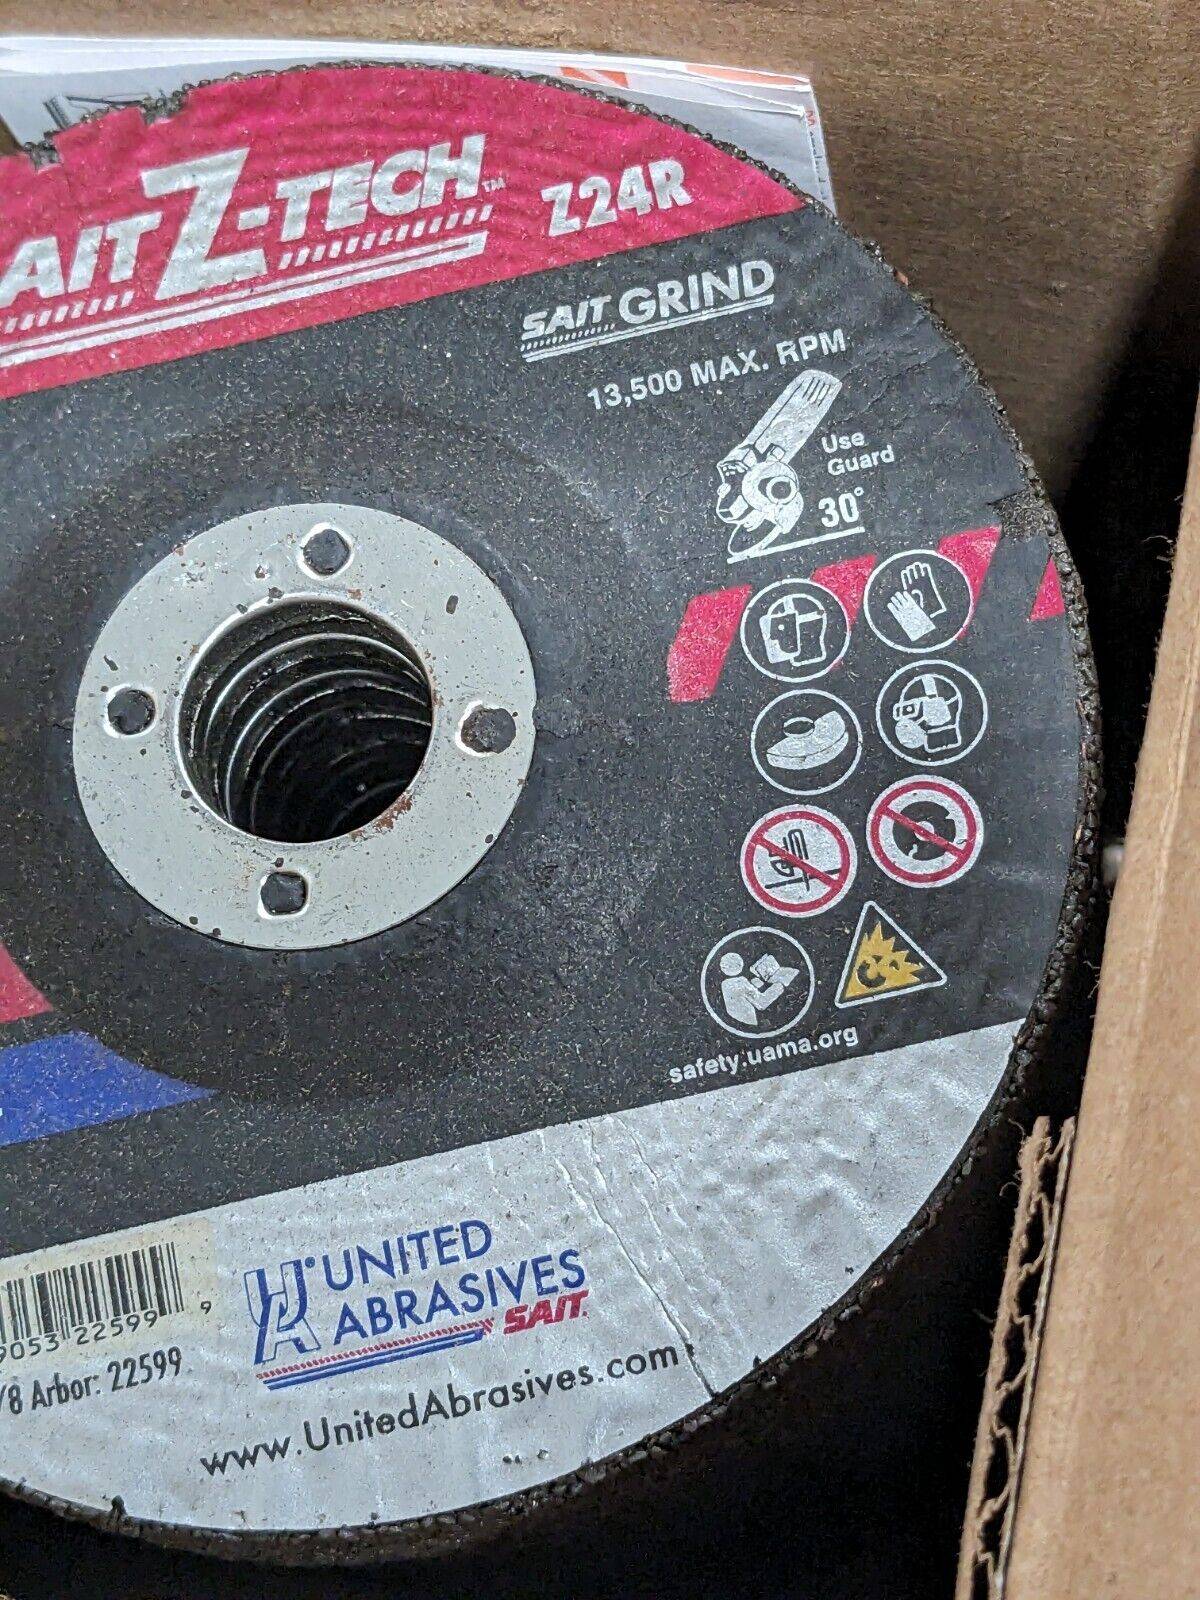 AIT Z-TECH™
Z24R
SAIT GRIND
13,500 MAX. RPM
Use
Guard
30°
safety.uama.org
9053 22599 9
/8 Arbor: 22599
UNITED
ABRASIVES
SAIT.
www.UnitedAbrasives.com